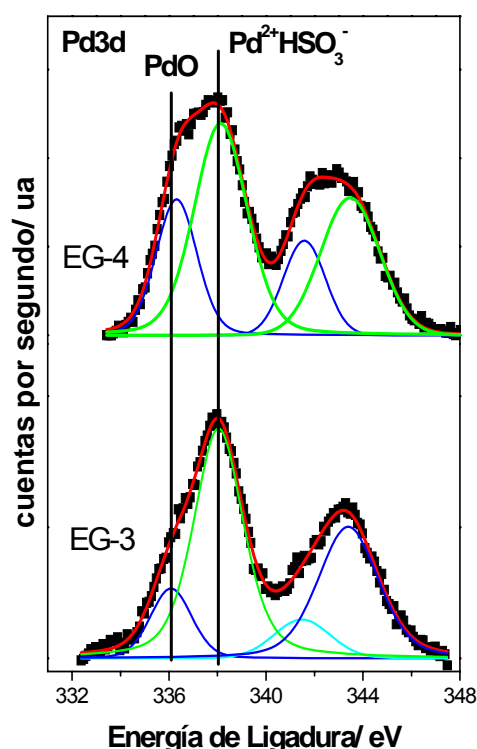 Pd3d
PdO
Pd²⁺HSO₃⁻
EG-4
EG-3
cuentas por segundo/ ua
332 336 340 344 348
Energía de Ligadura/ eV